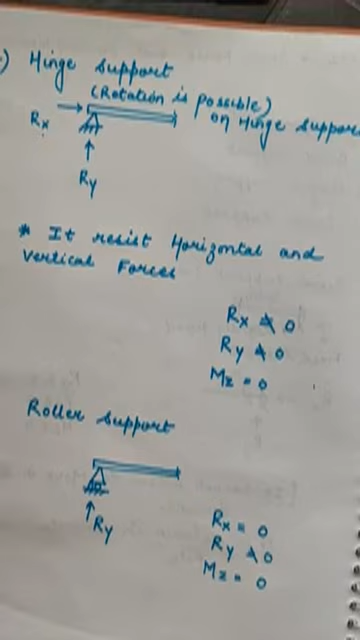 ) Hinge Support
(Rotation is possible)
on Hinge Suppor
Rx
Ry
* It resist Horizontal and
Vertical Forces
Rx ≠ 0
Ry ≠ 0
Mz = 0
Roller Support
Ry
Rx = 0
Ry ≠ 0
Mz = 0